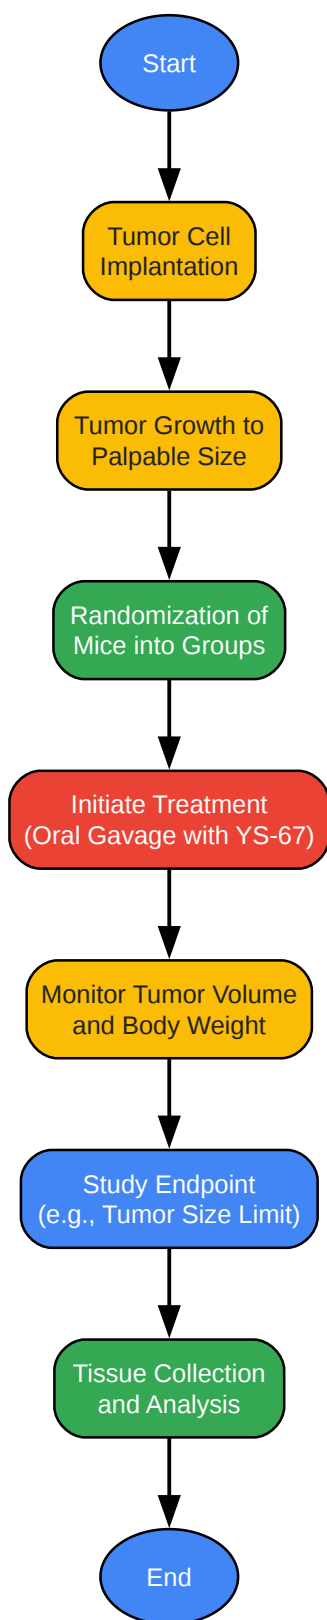 Start
Tumor Cell
Implantation
Tumor Growth to
Palpable Size
Randomization of
Mice into Groups
Initiate Treatment
(Oral Gavage with YS-67)
Monitor Tumor Volume
and Body Weight
Study Endpoint
(e.g., Tumor Size Limit)
Tissue Collection
and Analysis
End